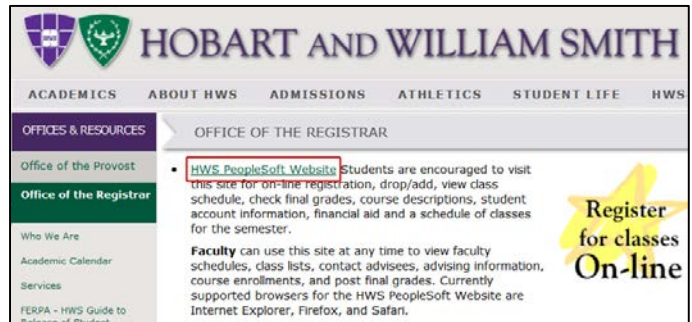 HOBART AND WILLIAM SMITH
ACADEMICS ABOUT HWS ADMISSIONS ATHLETICS STUDENT LIFE HWS
OFFICES & RESOURCES
Office of the Provost
Office of the Registrar
Who We Are
Academic Calendar
Services
FERPA - HWS Guide to
Release of Student
OFFICE OF THE REGISTRAR
• HWS PeopleSoft Website Students are encouraged to visit
this site for on-line registration, drop/add, view class
schedule, check final grades, course descriptions, student
account information, financial aid and a schedule of classes
for the semester.
Faculty can use this site at any time to view faculty
schedules, class lists, contact advisees, advising information,
course enrollments, and post final grades. Currently
supported browsers for the HWS PeopleSoft Website are
Internet Explorer, Firefox, and Safari.
Register
for classes
On-line